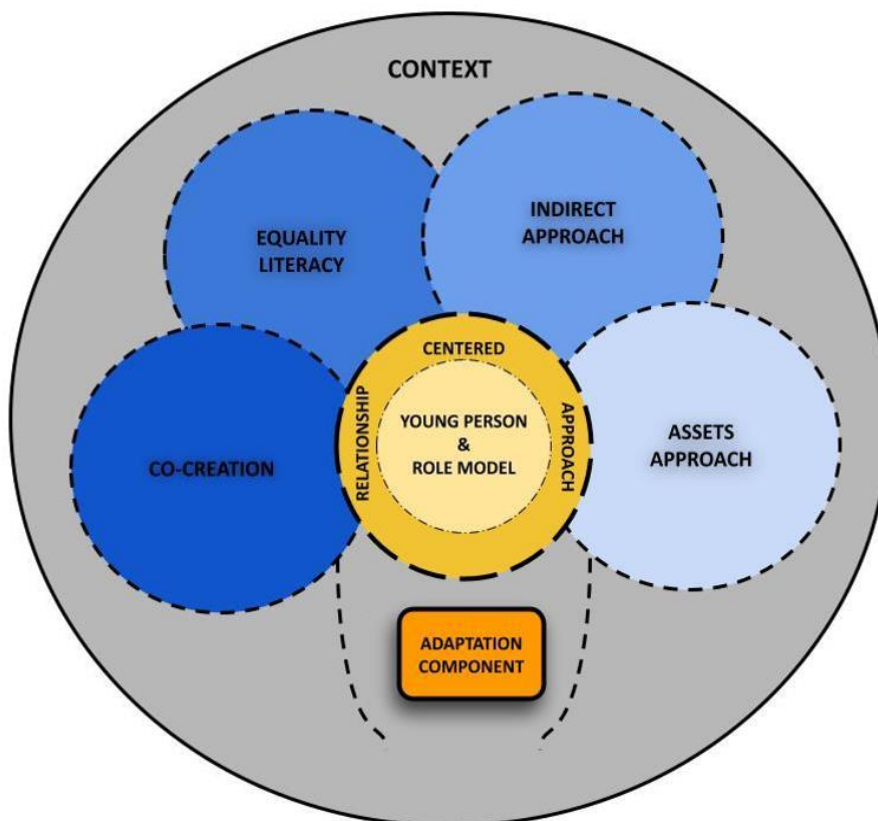 CONTEXT
INDIRECT
APPROACH
EQUALITY
LITERACY
CENTERED
RELATIONSHIP
APPROACH
YOUNG PERSON
&
ROLE MODEL
ASSETS
APPROACH
CO-CREATION
ADAPTATION
COMPONENT